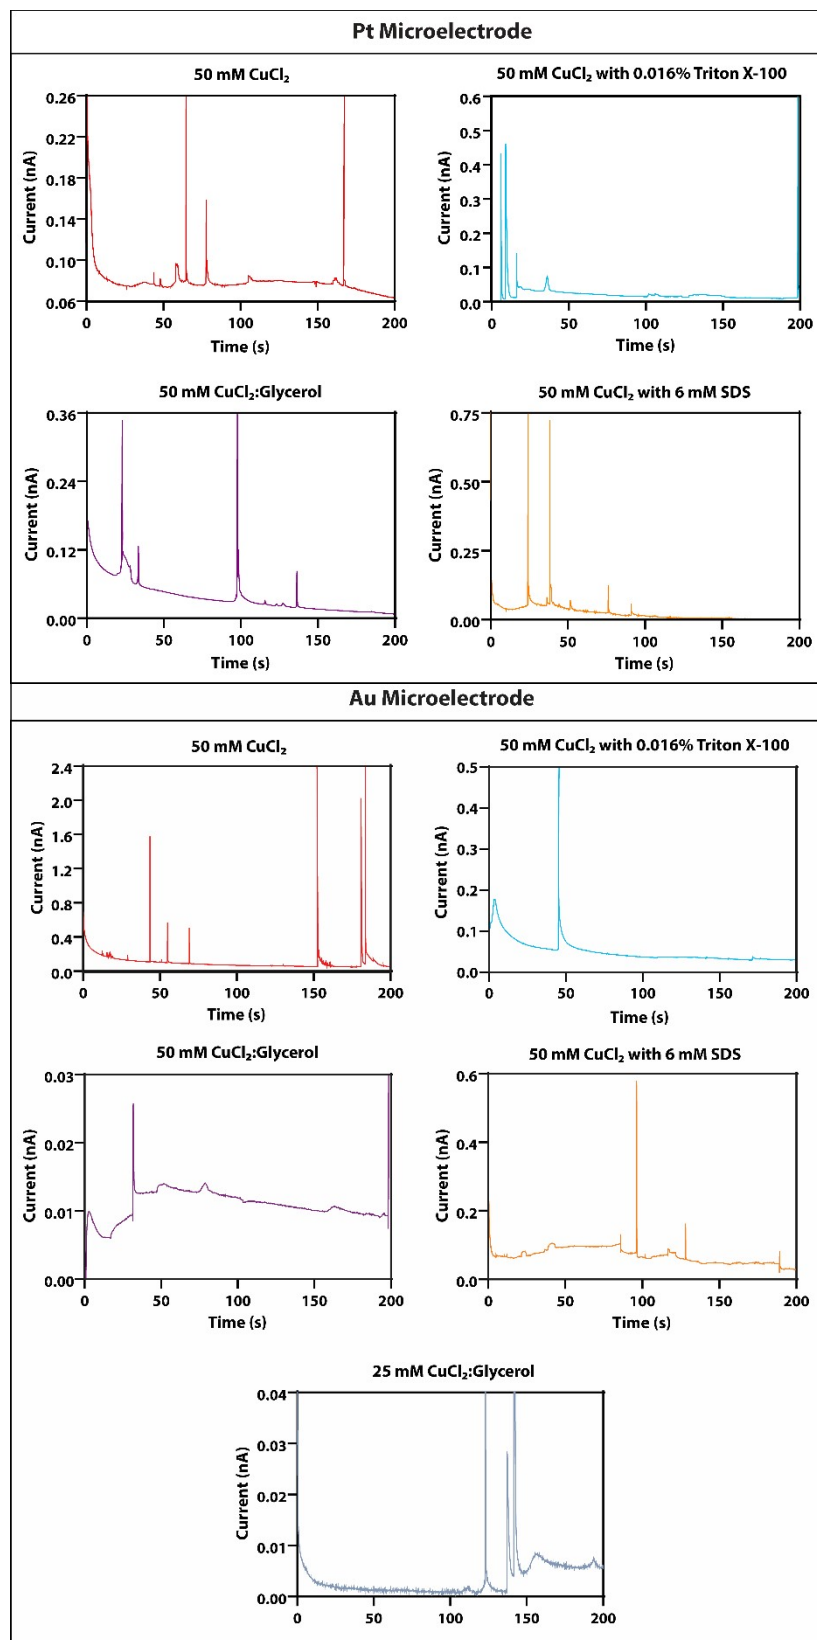 Pt Microelectrode
50 mM CuCl₂
Current (nA)
0.26
0.22
0.18
0.14
0.10
0.06
0 50 100 150 200
Time (s)
50 mM CuCl₂ with 0.016% Triton X-100
Current (nA)
0.6
0.5
0.4
0.3
0.2
0.1
0.0
0 50 100 150 200
Time (s)
50 mM CuCl₂:Glycerol
Current (nA)
0.36
0.24
0.12
0.00
0 50 100 150 200
Time (s)
50 mM CuCl₂ with 6 mM SDS
Current (nA)
0.75
0.50
0.25
0.00
0 50 100 150 200
Time (s)
Au Microelectrode
50 mM CuCl₂
Current (nA)
2.4
2.0
1.6
1.2
0.8
0.4
0.0
0 50 100 150 200
Time (s)
50 mM CuCl₂ with 0.016% Triton X-100
Current (nA)
0.5
0.4
0.3
0.2
0.1
0.0
0 50 100 150 200
Time (s)
50 mM CuCl₂:Glycerol
Current (nA)
0.03
0.02
0.01
0.00
0 50 100 150 200
Time (s)
50 mM CuCl₂ with 6 mM SDS
Current (nA)
0.6
0.4
0.2
0.0
0 50 100 150 200
Time (s)
25 mM CuCl₂:Glycerol
Current (nA)
0.04
0.03
0.02
0.01
0.00
0 50 100 150 200
Time (s)